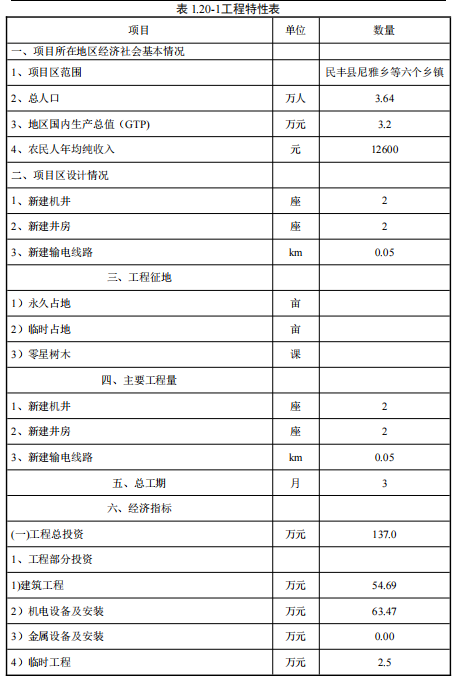 表 1.20-1工程特性表
项目 单位 数量
一、项目所在地区经济社会基本情况
1、项目区范围 民丰县尼雅乡等六个乡镇
2、总人口 万人 3.64
3、地区国内生产总值（GTP) 万元 3.2
4、农民人年均纯收入 元 12600
二、项目区设计情况
1、新建机井 座 2
2、新建井房 座 2
3、新建输电线路 km 0.05
三、工程征地
1）永久占地 亩
2）临时占地 亩
3）零星树木 课
四、主要工程量
1、新建机井 座 2
2、新建井房 座 2
3、新建输电线路 km 0.05
五、总工期 月 3
六、经济指标
(一)工程总投资 万元 137.0
1、工程部分投资
1)建筑工程 万元 54.69
2）机电设备及安装 万元 63.47
3）金属设备及安装 万元 0.00
4）临时工程 万元 2.5